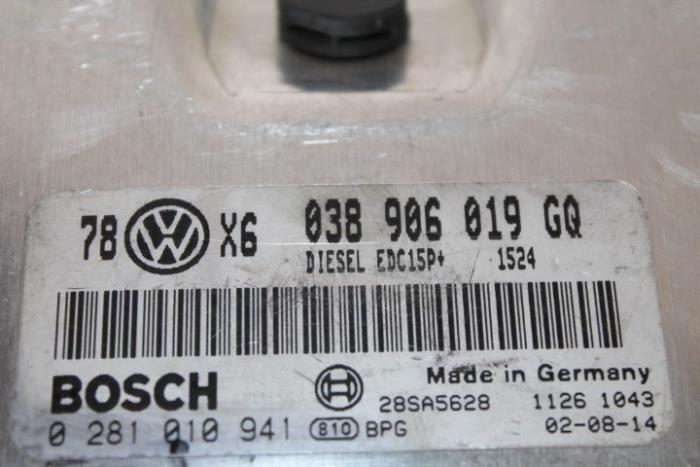 78 VW X6 038 906 019 GQ
DIESEL EDC15P+ 1524
BOSCH Made in Germany
28SA5628 1126 1043
0 281 010 941 810 BPG 02-08-14